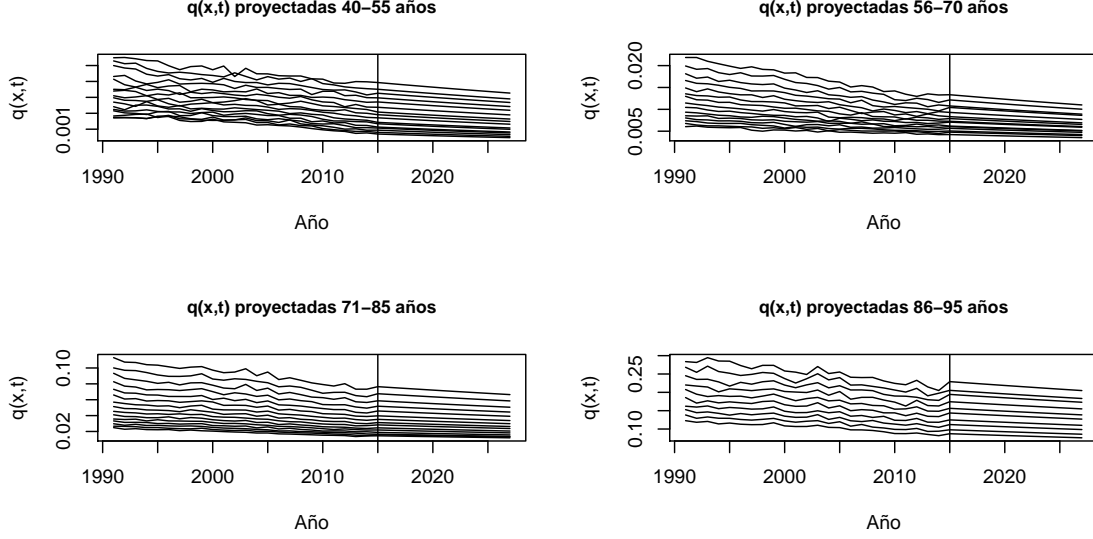 q(x,t) proyectadas 40−55 años
q(x,t)
0.001
1990 2000 2010 2020
Año
q(x,t) proyectadas 56−70 años
q(x,t)
0.005 0.020
1990 2000 2010 2020
Año
q(x,t) proyectadas 71−85 años
q(x,t)
0.02 0.10
1990 2000 2010 2020
Año
q(x,t) proyectadas 86−95 años
q(x,t)
0.10 0.25
1990 2000 2010 2020
Año